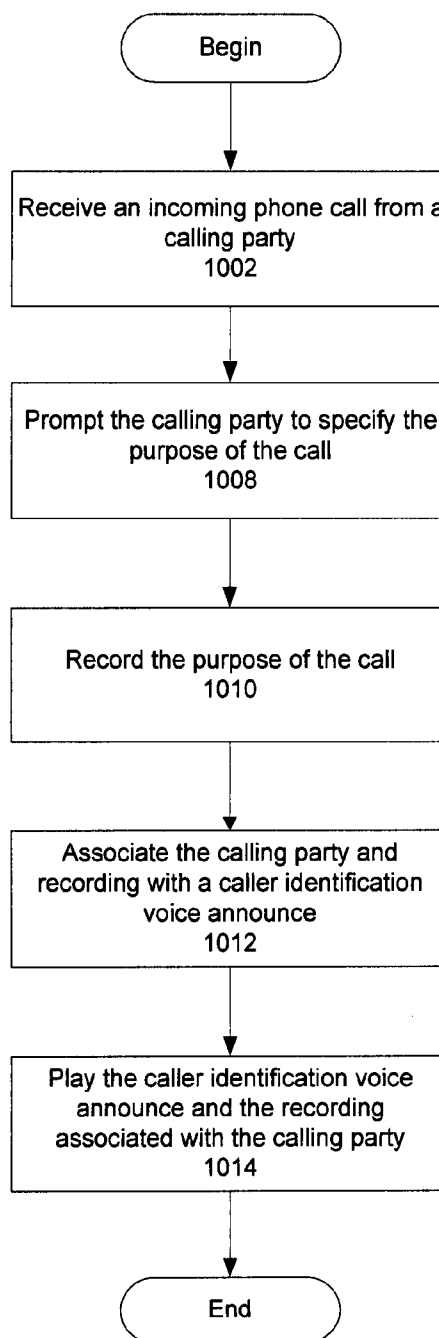 Begin
Receive an incoming phone call from a
calling party
1002
Prompt the calling party to specify the
purpose of the call
1008
Record the purpose of the call
1010
Associate the calling party and
recording with a caller identification
voice announce
1012
Play the caller identification voice
announce and the recording
associated with the calling party
1014
End